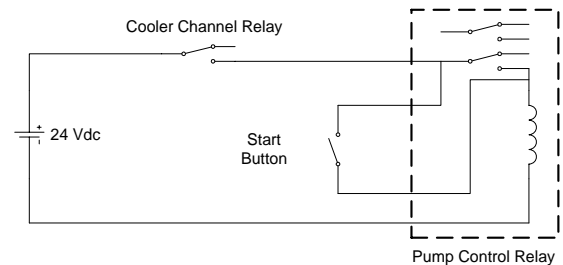 Cooler Channel Relay
+
24 Vdc
-
Start
Button
Pump Control Relay